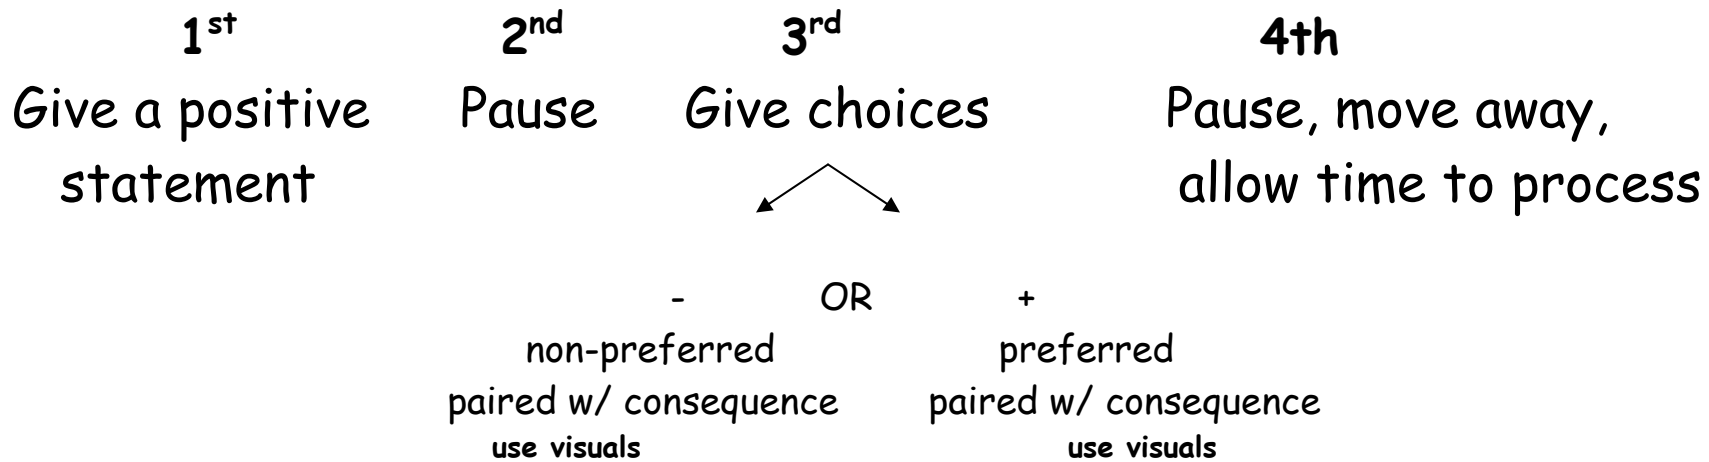 1st 2nd 3rd 4th
Give a positive Pause Give choices Pause, move away,
statement allow time to process
- OR +
non-preferred preferred
paired w/ consequence paired w/ consequence
use visuals use visuals